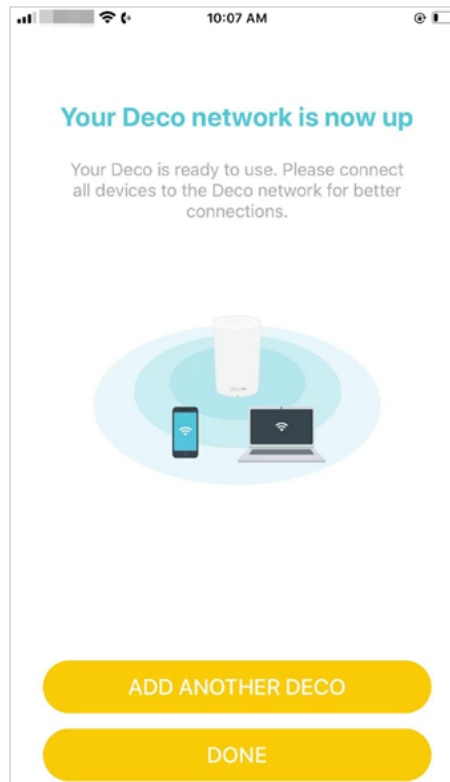 10:07 AM
Your Deco network is now up
Your Deco is ready to use. Please connect
all devices to the Deco network for better
connections.
ADD ANOTHER DECO
DONE